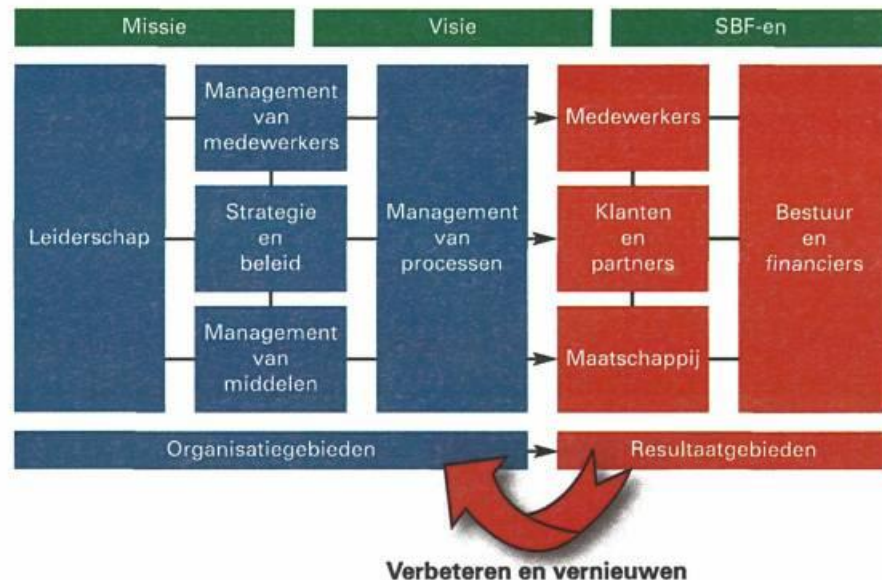 Missie
Visie
SBF-en
Leiderschap
Management
van
medewerkers
Strategie
en
beleid
Management
van
middelen
Management
van
processen
Medewerkers
Klanten
en
partners
Maatschappij
Bestuur
en
financiers
Organisatiegebieden
Resultaatgebieden
Verbeteren en vernieuwen